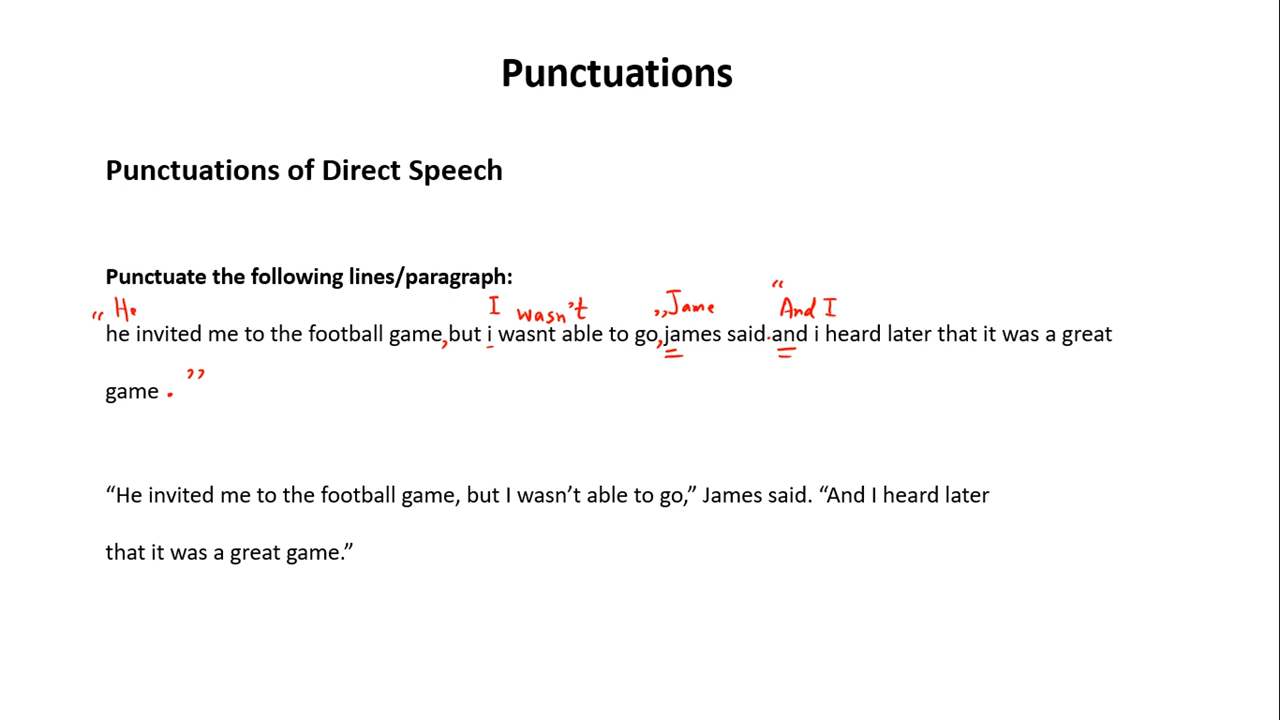 Punctuations
Punctuations of Direct Speech
Punctuate the following lines/paragraph:
“ He I wasn't ,, Jame “ And I
he invited me to the football game,but i wasnt able to go,james said.and i heard later that it was a great
game . ”
“He invited me to the football game, but I wasn’t able to go,” James said. “And I heard later
that it was a great game.”